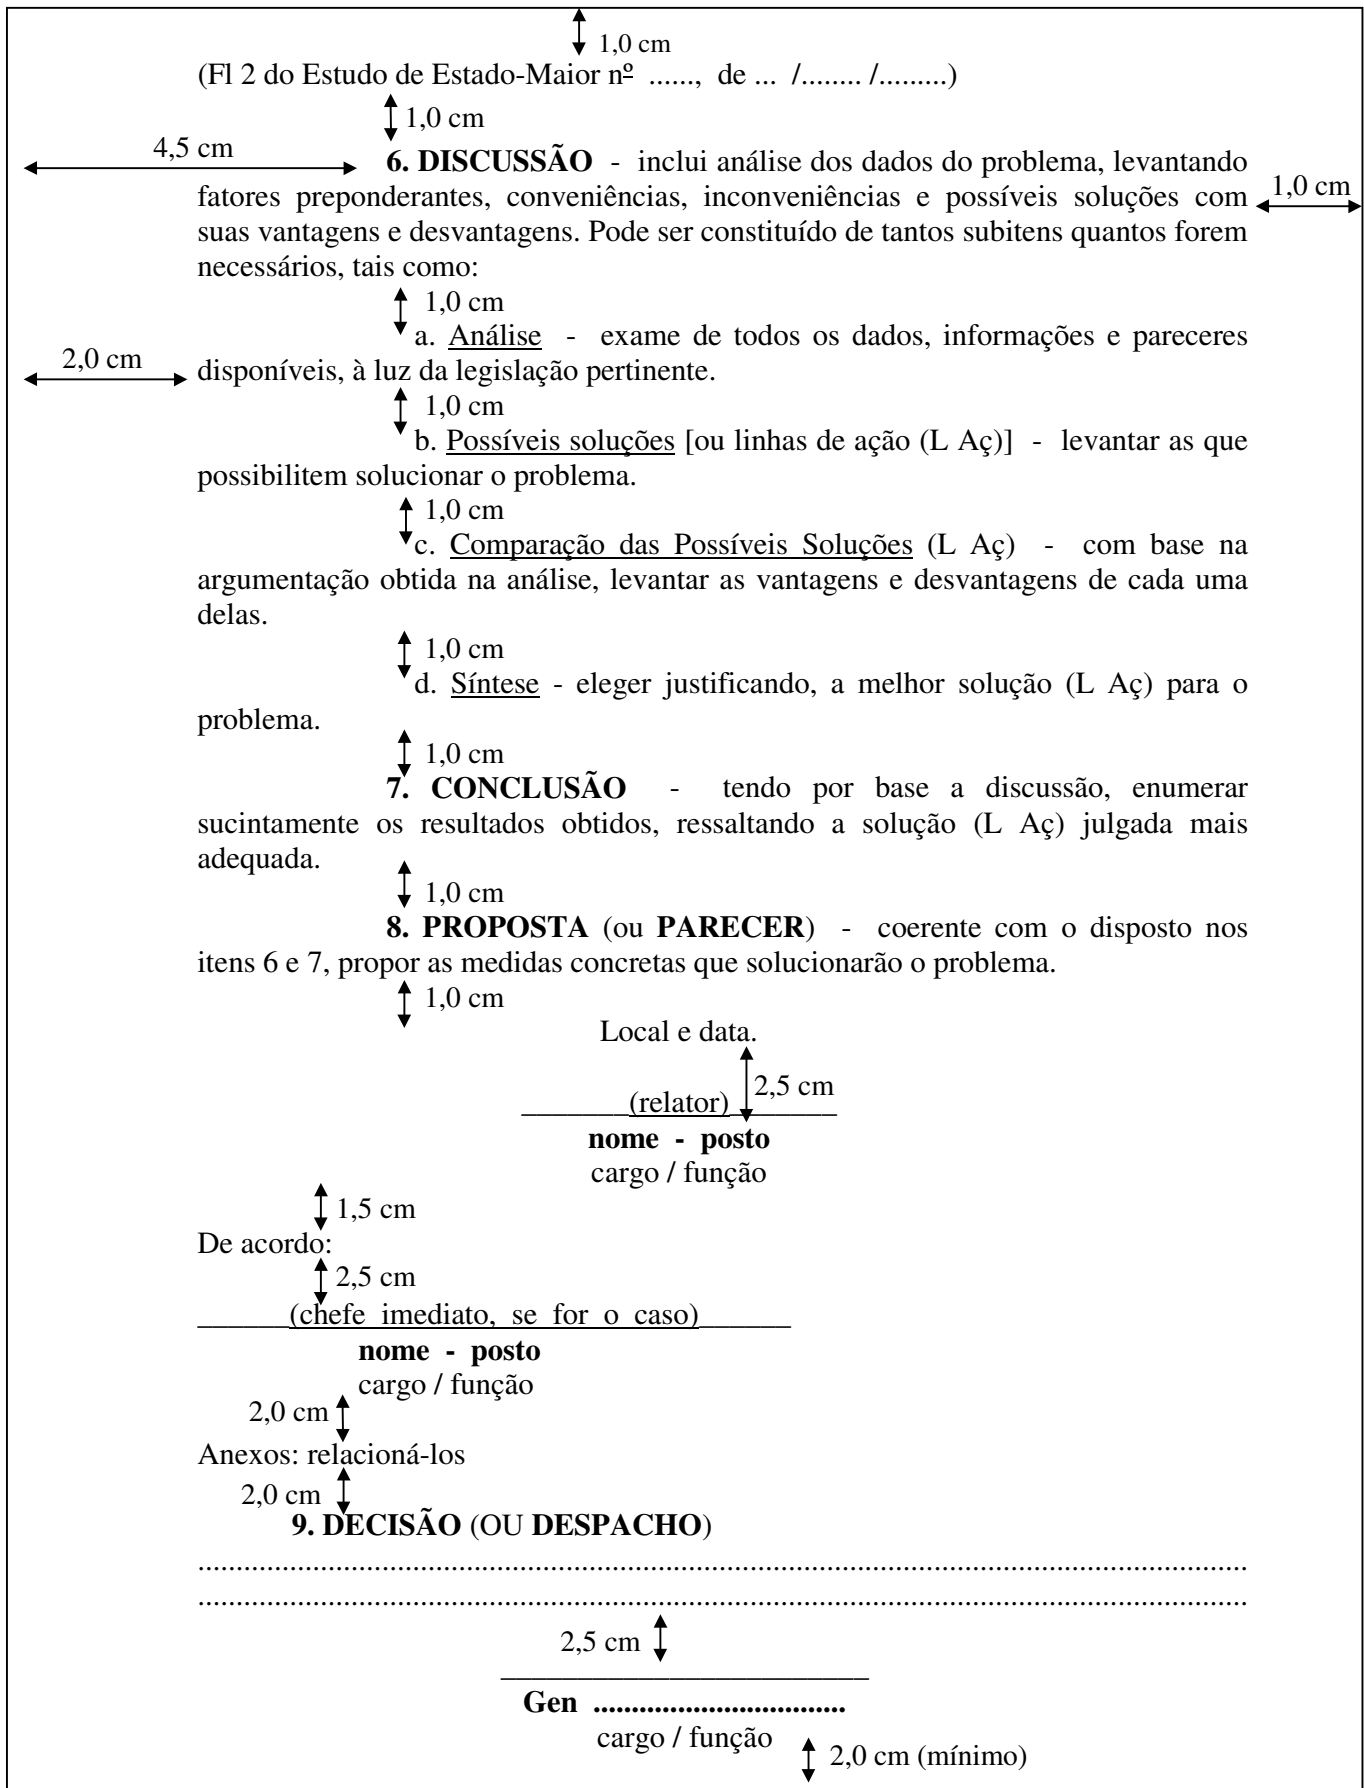 1,0 cm
(Fl 2 do Estudo de Estado-Maior nº ......, de ... /........ /.........)
1,0 cm
4,5 cm
6. DISCUSSÃO - inclui análise dos dados do problema, levantando
fatores preponderantes, conveniências, inconveniências e possíveis soluções com
1,0 cm
suas vantagens e desvantagens. Pode ser constituído de tantos subitens quantos forem
necessários, tais como:
1,0 cm
a. Análise - exame de todos os dados, informações e pareceres
2,0 cm
disponíveis, à luz da legislação pertinente.
1,0 cm
b. Possíveis soluções [ou linhas de ação (L Aç)] - levantar as que
possibilitem solucionar o problema.
1,0 cm
c. Comparação das Possíveis Soluções (L Aç) - com base na
argumentação obtida na análise, levantar as vantagens e desvantagens de cada uma
delas.
1,0 cm
d. Síntese - eleger justificando, a melhor solução (L Aç) para o
problema.
1,0 cm
7. CONCLUSÃO - tendo por base a discussão, enumerar
sucintamente os resultados obtidos, ressaltando a solução (L Aç) julgada mais
adequada.
1,0 cm
8. PROPOSTA (ou PARECER) - coerente com o disposto nos
itens 6 e 7, propor as medidas concretas que solucionarão o problema.
1,0 cm
Local e data.
2,5 cm
_______(relator)_______
nome - posto
cargo / função
1,5 cm
De acordo:
2,5 cm
______(chefe imediato, se for o caso)______
nome - posto
cargo / função
2,0 cm
Anexos: relacioná-los
2,0 cm
9. DECISÃO (OU DESPACHO)
..........................................................................................................................................
..........................................................................................................................................
2,5 cm
________________________
Gen .................................
cargo / função
2,0 cm (mínimo)